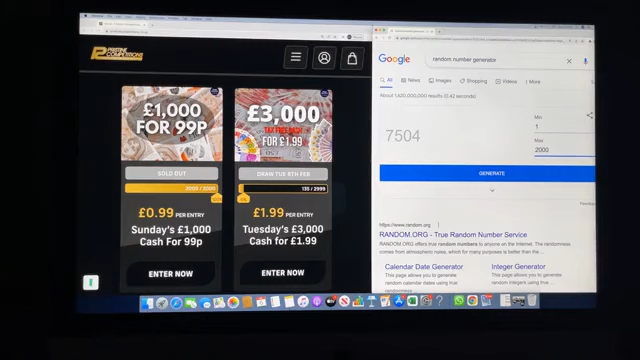 PRISTINE
COMPETITIONS
£1,000
FOR 99P
SOLD OUT
2000 / 2000
£0.99 PER ENTRY
Sunday's £1,000
Cash For 99p
ENTER NOW
£3,000
TAX FREE CASH
FOR £1.99
DRAW TUE 8TH FEB
135 / 2999
£1.99 PER ENTRY
Tuesday's £3,000
Cash for £1.99
ENTER NOW
Google
random number generator
All
News
Images
Shopping
Videos
More
About 1,420,000,000 results (0.42 seconds)
Min
1
7504
Max
2000
GENERATE
https://www.random.org
RANDOM.ORG - True Random Number Service
RANDOM.ORG offers true random numbers to anyone on the Internet. The randomness
comes from atmospheric noise, which for many purposes is better than the...
Calendar Date Generator
This page allows you to generate
random calendar dates using true
Integer Generator
This page allows you to
generate random integers using true